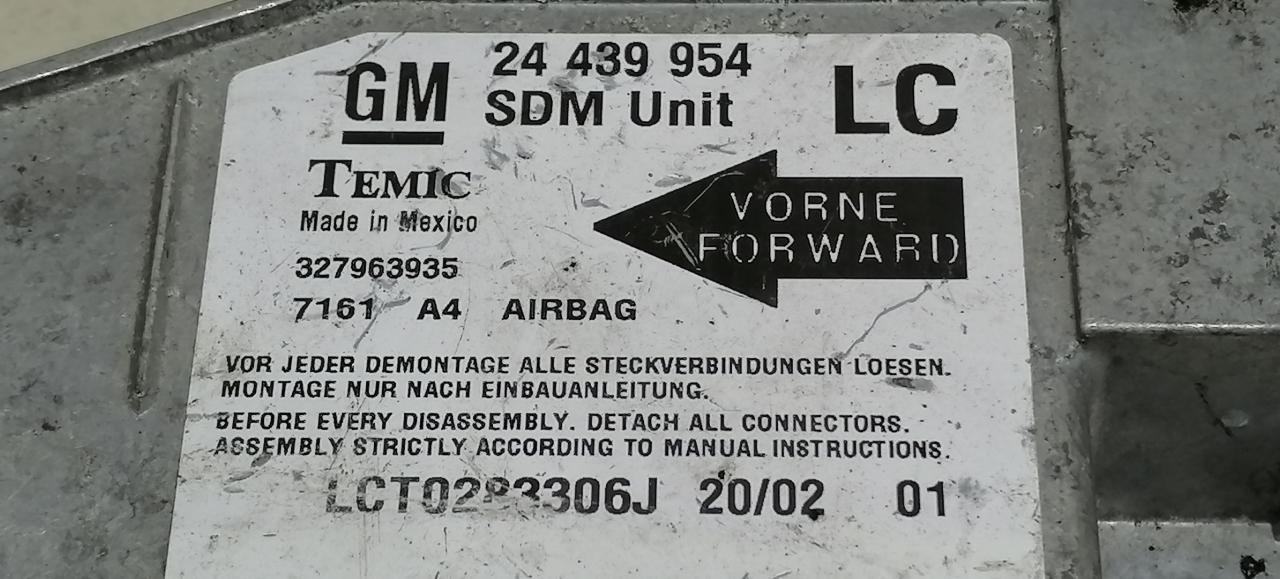 24 439 954
GM SDM Unit LC
TEMIC
Made in Mexico
VORNE
FORWARD
327963935
7161 A4 AIRBAG
VOR JEDER DEMONTAGE ALLE STECKVERBINDUNGEN LOESEN.
MONTAGE NUR NACH EINBAUANLEITUNG.
BEFORE EVERY DISASSEMBLY. DETACH ALL CONNECTORS.
ASSEMBLY STRICTLY ACCORDING TO MANUAL INSTRUCTIONS.
LCT0283306J 20/02 01